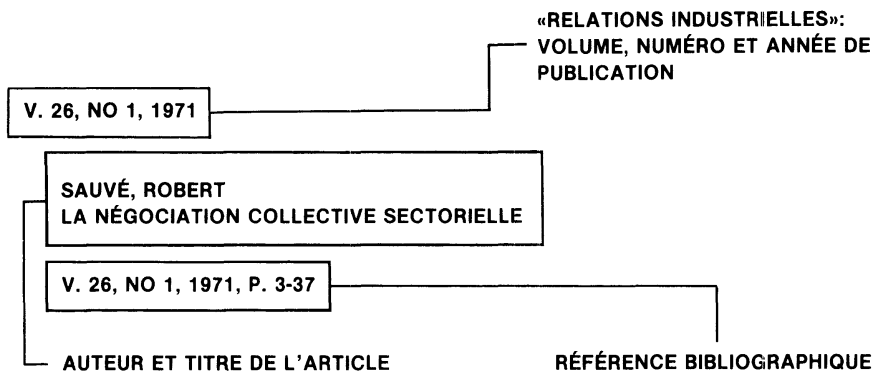 «RELATIONS INDUSTRIELLES»:
VOLUME, NUMÉRO ET ANNÉE DE
PUBLICATION
V. 26, NO 1, 1971
SAUVÉ, ROBERT
LA NÉGOCIATION COLLECTIVE SECTORIELLE
V. 26, NO 1, 1971, P. 3-37
AUTEUR ET TITRE DE L'ARTICLE
RÉFÉRENCE BIBLIOGRAPHIQUE